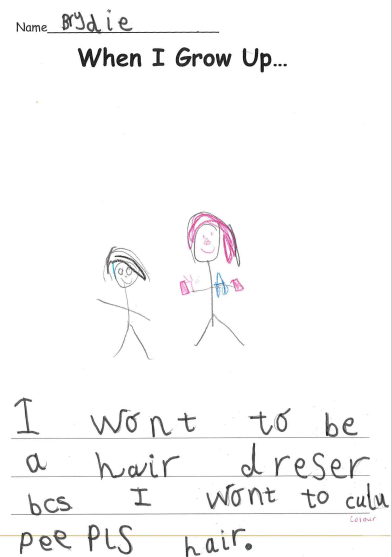 Name Brydie
When I Grow Up...
I wont to be
a hair dreser
bcs I wont to culu
Colour
pee PLS hair.